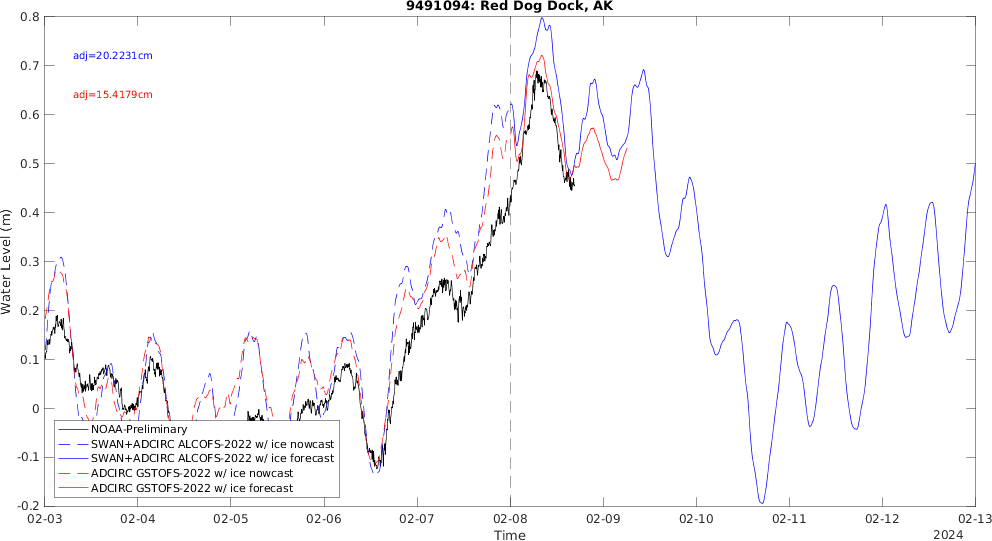 9491094: Red Dog Dock, AK
adj=20.2231cm
adj=15.4179cm
Water Level (m)
0.8
0.7
0.6
0.5
0.4
0.3
0.2
0.1
0
-0.1
-0.2
NOAA-Preliminary
SWAN+ADCIRC ALCOFS-2022 w/ ice nowcast
SWAN+ADCIRC ALCOFS-2022 w/ ice forecast
ADCIRC GSTOFS-2022 w/ ice nowcast
ADCIRC GSTOFS-2022 w/ ice forecast
02-03 02-04 02-05 02-06 02-07 02-08 02-09 02-10 02-11 02-12 02-13
Time
2024